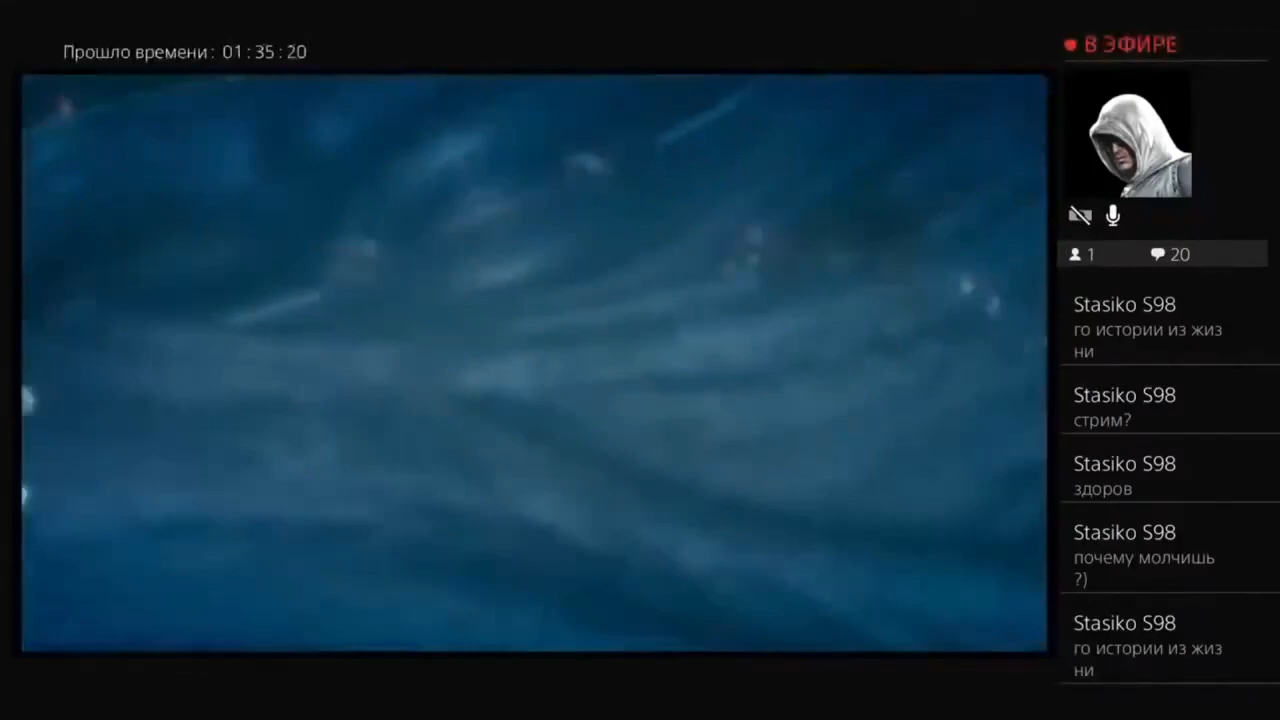 Прошло времени: 01:35:20
В ЭФИРЕ
1 20
Stasiko S98
го истории из жиз
ни
Stasiko S98
стрим?
Stasiko S98
здоров
Stasiko S98
почему молчишь
?)
Stasiko S98
го истории из жиз
ни